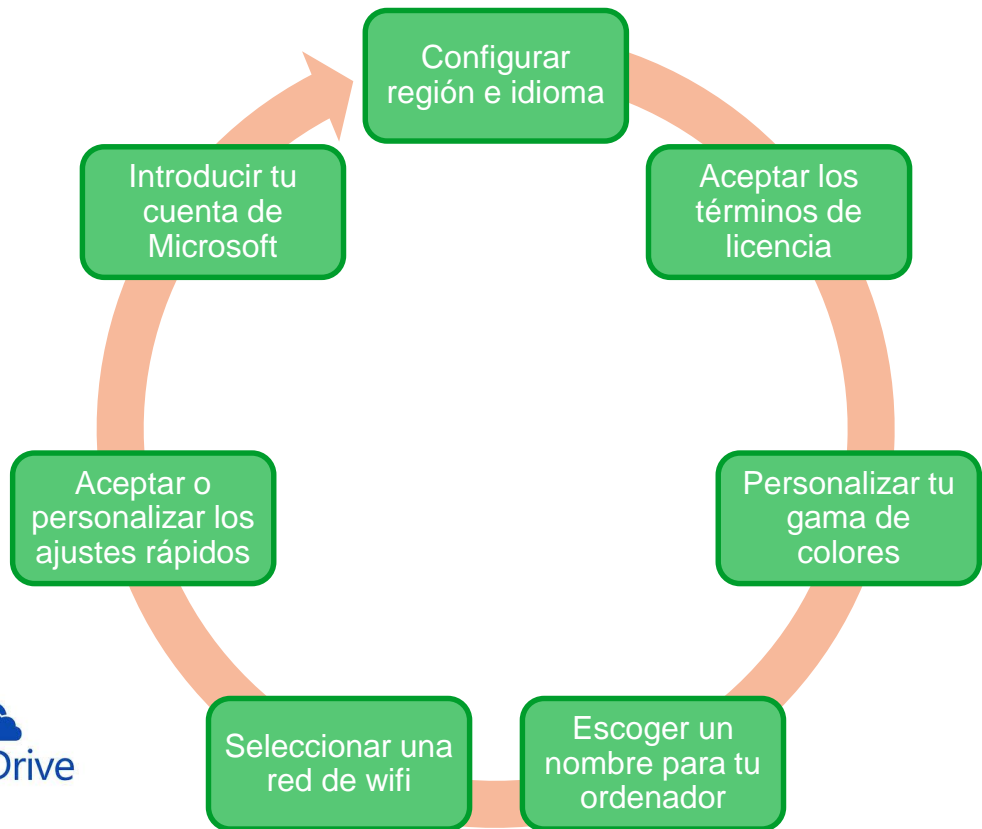 Configurar
región e idioma
Aceptar los
términos de
licencia
Personalizar tu
gama de
colores
Escoger un
nombre para tu
ordenador
Seleccionar una
red de wifi
Aceptar o
personalizar los
ajustes rápidos
Introducir tu
cuenta de
Microsoft
Drive